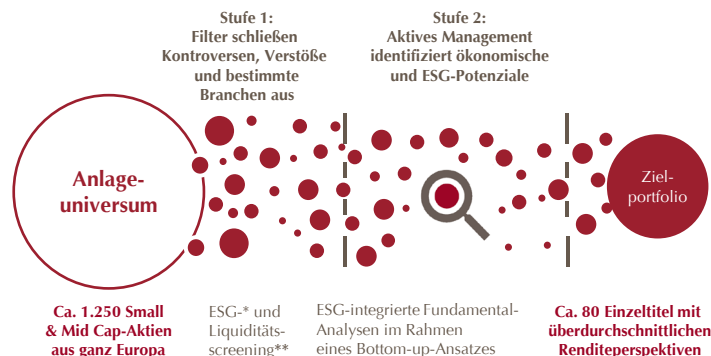 Stufe 1:
Filter schließen
Kontroversen, Verstöße
und bestimmte
Branchen aus
Stufe 2:
Aktives Management
identifiziert ökonomische
und ESG-Potenziale
Anlage-
universum
Ziel-
portfolio
Ca. 1.250 Small
& Mid Cap-Aktien
aus ganz Europa
ESG-* und
Liquiditäts-
screening**
ESG-integrierte Fundamental-
Analysen im Rahmen
eines Bottom-up-Ansatzes
Ca. 80 Einzeltitel mit
überdurchschnittlichen
Renditeperspektiven